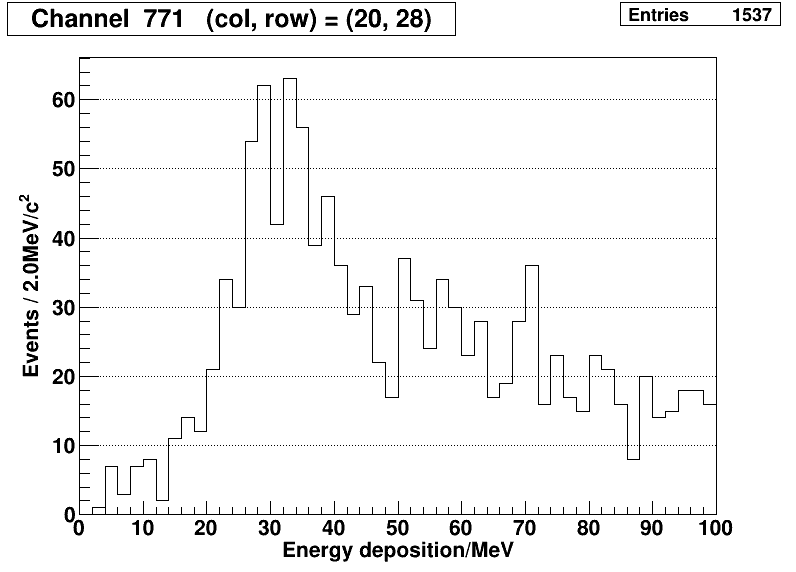 Channel 771 (col, row) = (20, 28)
Entries 1537
Events / 2.0MeV/c²
60
50
40
30
20
10
0
0 10 20 30 40 50 60 70 80 90 100
Energy deposition/MeV